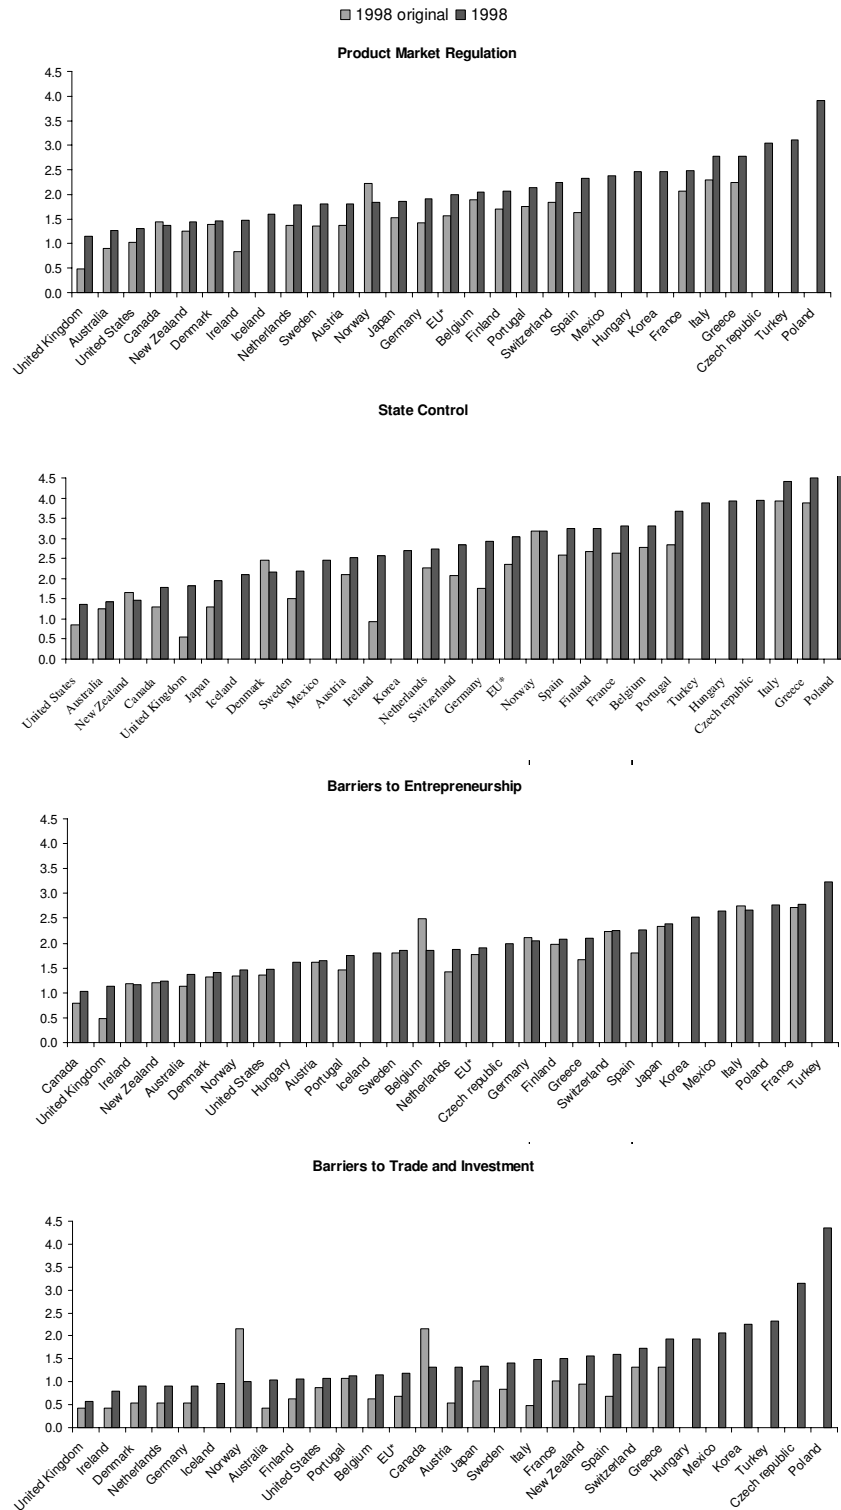 1998 original 1998
Product Market Regulation
4.5
4.0
3.5
3.0
2.5
2.0
1.5
1.0
0.5
0.0
United Kingdom
Australia
United States
Canada
New Zealand
Denmark
Ireland
Iceland
Netherlands
Sweden
Austria
Norway
Japan
Germany
EU*
Belgium
Finland
Portugal
Switzerland
Spain
Mexico
Hungary
Korea
France
Italy
Greece
Czech republic
Turkey
Poland
State Control
4.5
4.0
3.5
3.0
2.5
2.0
1.5
1.0
0.5
0.0
United States
Australia
New Zealand
Canada
United Kingdom
Japan
Iceland
Denmark
Sweden
Mexico
Austria
Ireland
Korea
Netherlands
Switzerland
Germany
EU*
Norway
Spain
Finland
France
Belgium
Portugal
Turkey
Hungary
Czech republic
Italy
Greece
Poland
Barriers to Entrepreneurship
4.5
4.0
3.5
3.0
2.5
2.0
1.5
1.0
0.5
0.0
Canada
United Kingdom
Ireland
New Zealand
Australia
Denmark
Norway
United States
Hungary
Austria
Portugal
Iceland
Sweden
Belgium
Netherlands
EU*
Czech republic
Germany
Finland
Greece
Switzerland
Spain
Japan
Korea
Mexico
Italy
Poland
France
Turkey
Barriers to Trade and Investment
4.5
4.0
3.5
3.0
2.5
2.0
1.5
1.0
0.5
0.0
United Kingdom
Ireland
Denmark
Netherlands
Germany
Iceland
Norway
Australia
Finland
United States
Portugal
Belgium
EU*
Canada
Austria
Japan
Sweden
Italy
France
New Zealand
Spain
Switzerland
Greece
Hungary
Mexico
Korea
Turkey
Czech republic
Poland